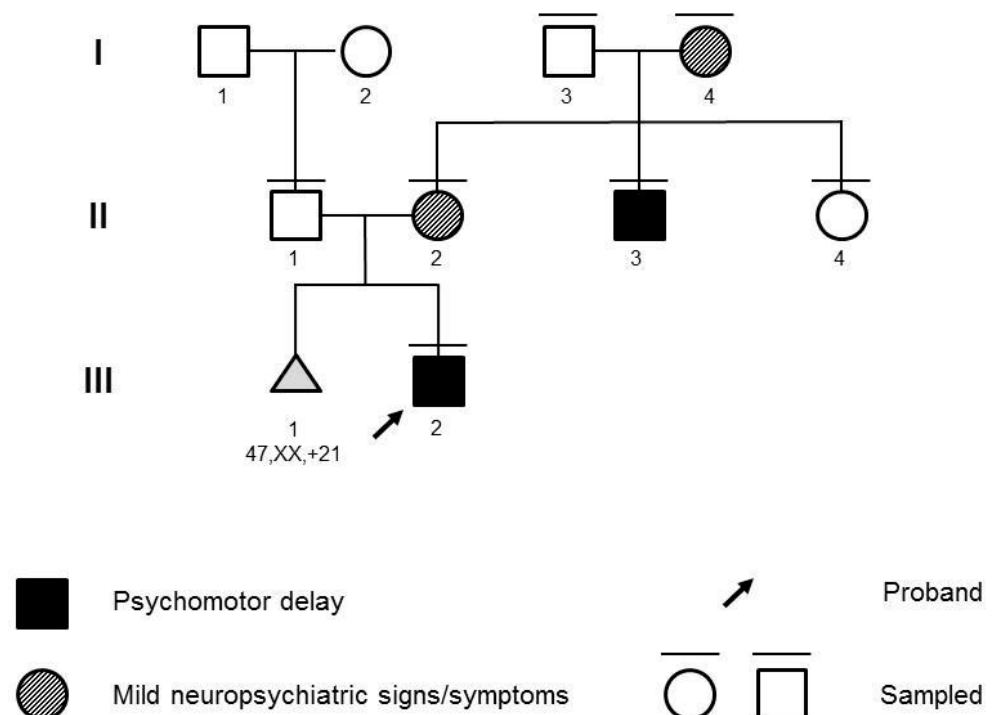 I
1 2 3 4
II
1 2 3 4
III
1 2
47,XX,+21
Psychomotor delay Proband
Mild neuropsychiatric signs/symptoms Sampled